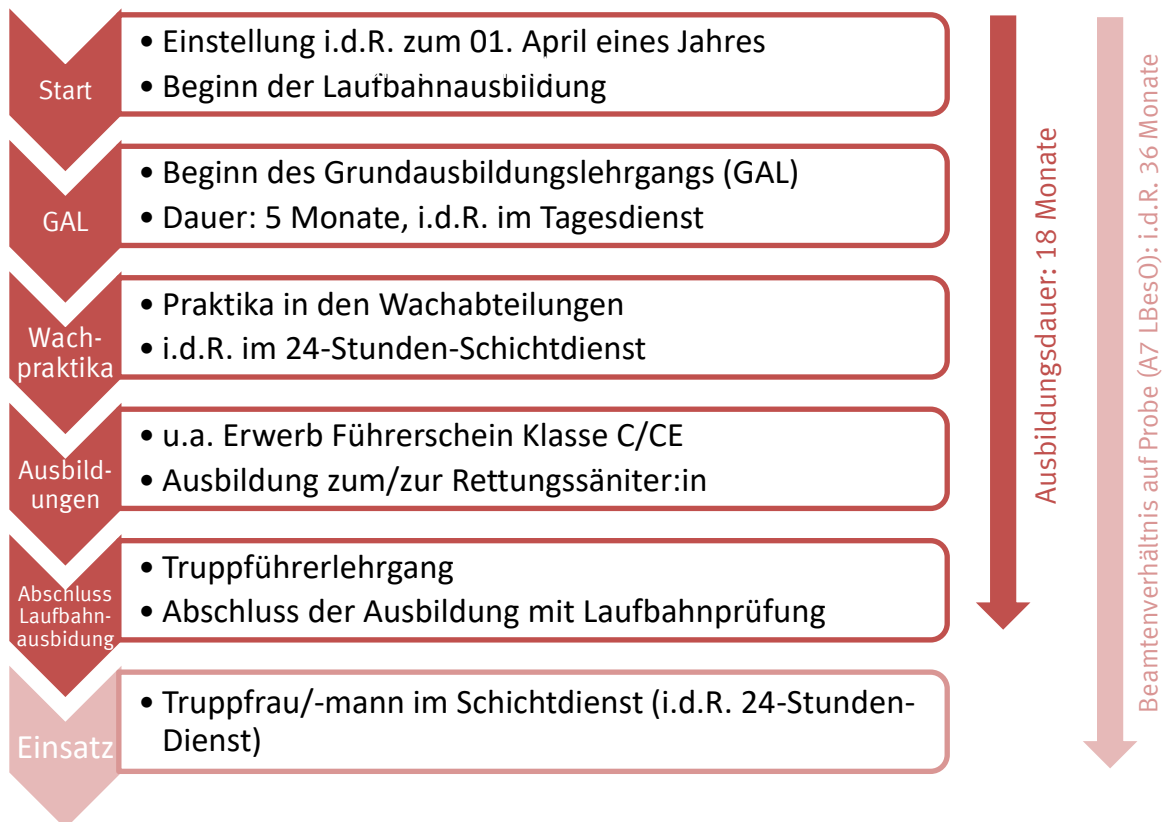 Start
• Einstellung i.d.R. zum 01. April eines Jahres
• Beginn der Laufbahnausbildung
GAL
• Beginn des Grundausbildungslehrgangs (GAL)
• Dauer: 5 Monate, i.d.R. im Tagesdienst
Wach-
praktika
• Praktika in den Wachabteilungen
• i.d.R. im 24-Stunden-Schichtdienst
Ausbild-
ungen
• u.a. Erwerb Führerschein Klasse C/CE
• Ausbildung zum/zur Rettungssäniter:in
Abschluss
Laufbahn-
ausbidung
• Truppführerlehrgang
• Abschluss der Ausbildung mit Laufbahnprüfung
Einsatz
• Truppfrau/-mann im Schichtdienst (i.d.R. 24-Stunden-
Dienst)
Ausbildungsdauer: 18 Monate
Beamtenverhältnis auf Probe (A7 LBesO): i.d.R. 36 Monate